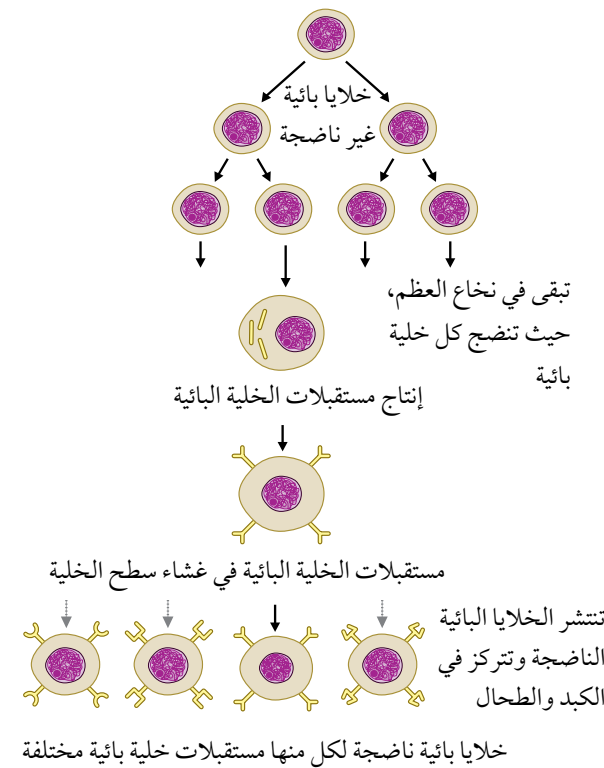 خلايا بائية
غير ناضجة
تبقى في نخاع العظم،
حيث تنضج كل خلية
بائية
إنتاج مستقبلات الخلية البائية
مستقبلات الخلية البائية في غشاء سطح الخلية
تنتشر الخلايا البائية
الناضجة وتتركز في
الكبد والطحال
خلايا بائية ناضجة لكل منها مستقبلات خلية بائية مختلفة